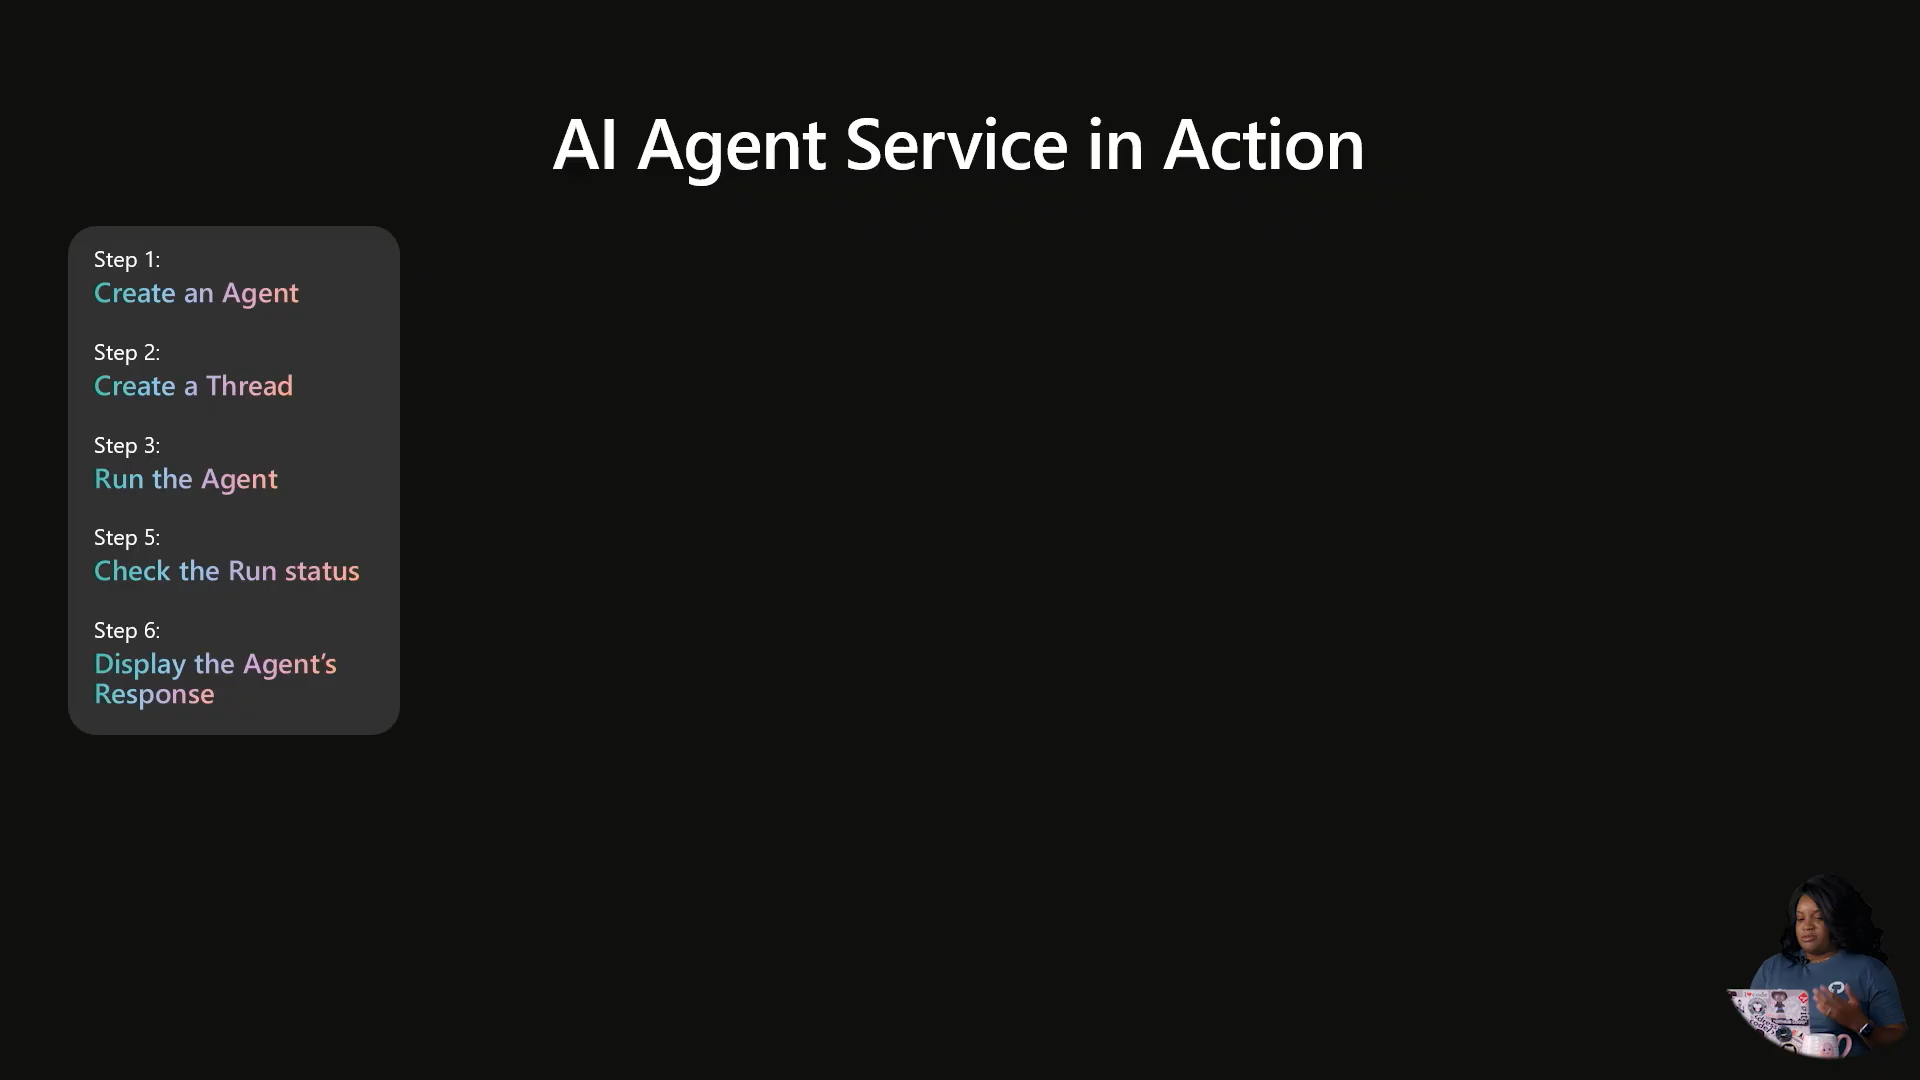 AI Agent Service in Action
Step 1:
Create an Agent
Step 2:
Create a Thread
Step 3:
Run the Agent
Step 5:
Check the Run status
Step 6:
Display the Agent’s
Response